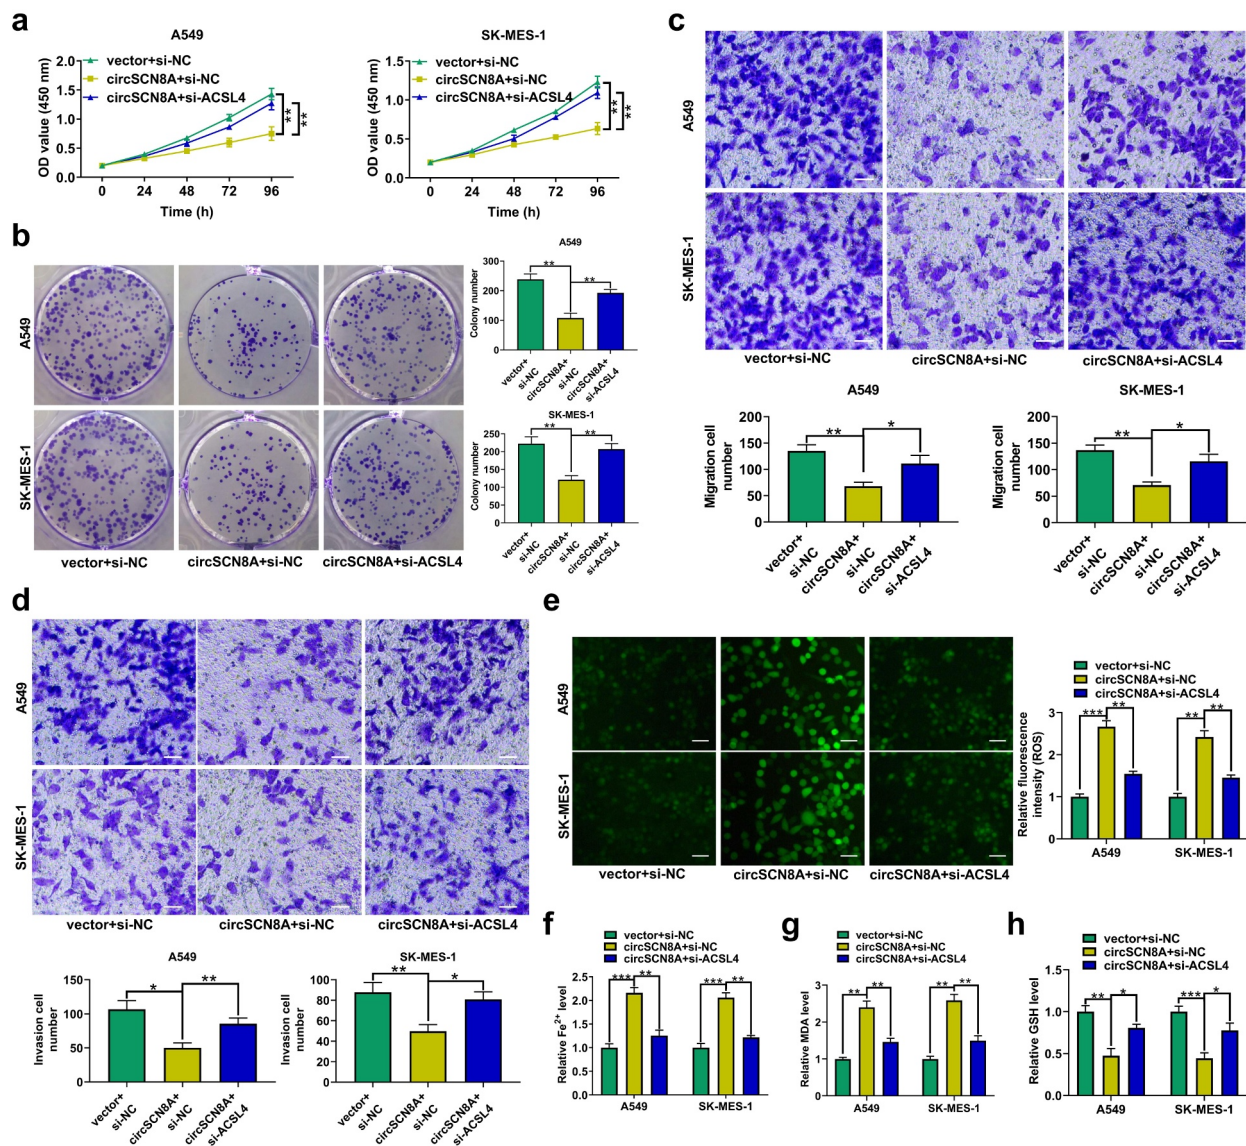 a
A549
vector+si-NC
circSCN8A+si-NC
circSCN8A+si-ACSL4
OD value (450 nm)
2.0
1.5
1.0
0.5
0.0
0 24 48 72 96
Time (h)
**
**
SK-MES-1
vector+si-NC
circSCN8A+si-NC
circSCN8A+si-ACSL4
OD value (450 nm)
1.5
1.0
0.5
0.0
0 24 48 72 96
Time (h)
**
**
b
A549
SK-MES-1
vector+si-NC circSCN8A+si-NC circSCN8A+si-ACSL4
A549
Colony number
300
200
100
0
** **
vector+
si-NC
circSCN8A+
si-NC
circSCN8A+
si-ACSL4
SK-MES-1
Colony number
250
200
150
100
50
0
** **
vector+
si-NC
circSCN8A+
si-NC
circSCN8A+
si-ACSL4
c
A549
SK-MES-1
vector+si-NC circSCN8A+si-NC circSCN8A+si-ACSL4
A549
Migration cell
number
200
150
100
50
0
** *
vector+
si-NC
circSCN8A+
si-NC
circSCN8A+
si-ACSL4
SK-MES-1
Migration cell
number
200
150
100
50
0
** *
vector+
si-NC
circSCN8A+
si-NC
circSCN8A+
si-ACSL4
d
A549
SK-MES-1
vector+si-NC circSCN8A+si-NC circSCN8A+si-ACSL4
A549
Invasion cell
number
150
100
50
0
* **
vector+
si-NC
circSCN8A+
si-NC
circSCN8A+
si-ACSL4
SK-MES-1
Invasion cell
number
100
80
60
40
20
0
** *
vector+
si-NC
circSCN8A+
si-NC
circSCN8A+
si-ACSL4
e
A549
SK-MES-1
vector+si-NC circSCN8A+si-NC circSCN8A+si-ACSL4
vector+si-NC
circSCN8A+si-NC
circSCN8A+si-ACSL4
Relative fluorescence
intensity (ROS)
3
2
1
0
*** ** ** **
A549 SK-MES-1
f
vector+si-NC
circSCN8A+si-NC
circSCN8A+si-ACSL4
Relative Fe²⁺ level
2.5
2.0
1.5
1.0
0.5
0.0
*** ** *** **
A549 SK-MES-1
g
vector+si-NC
circSCN8A+si-NC
circSCN8A+si-ACSL4
Relative MDA level
3
2
1
0
** ** ** **
A549 SK-MES-1
h
vector+si-NC
circSCN8A+si-NC
circSCN8A+si-ACSL4
Relative GSH level
1.5
1.0
0.5
0.0
** * *** *
A549 SK-MES-1